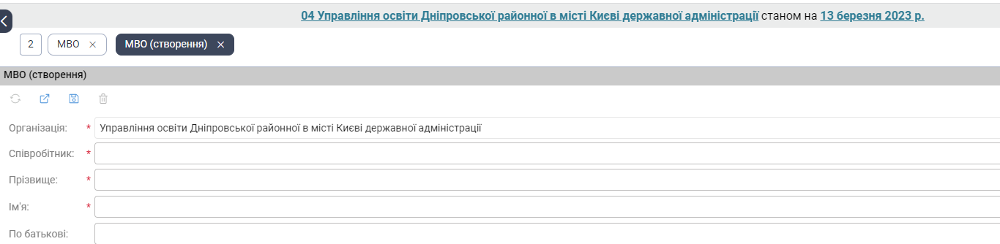 04 Управління освіти Дніпровської районної в місті Києві державної адміністрації станом на 13 березня 2023 р.
2 МВО × МВО (створення) ×
МВО (створення)
Організація: * Управління освіти Дніпровської районної в місті Києві державної адміністрації
Співробітник: *
Прізвище: *
Ім'я: *
По батькові: